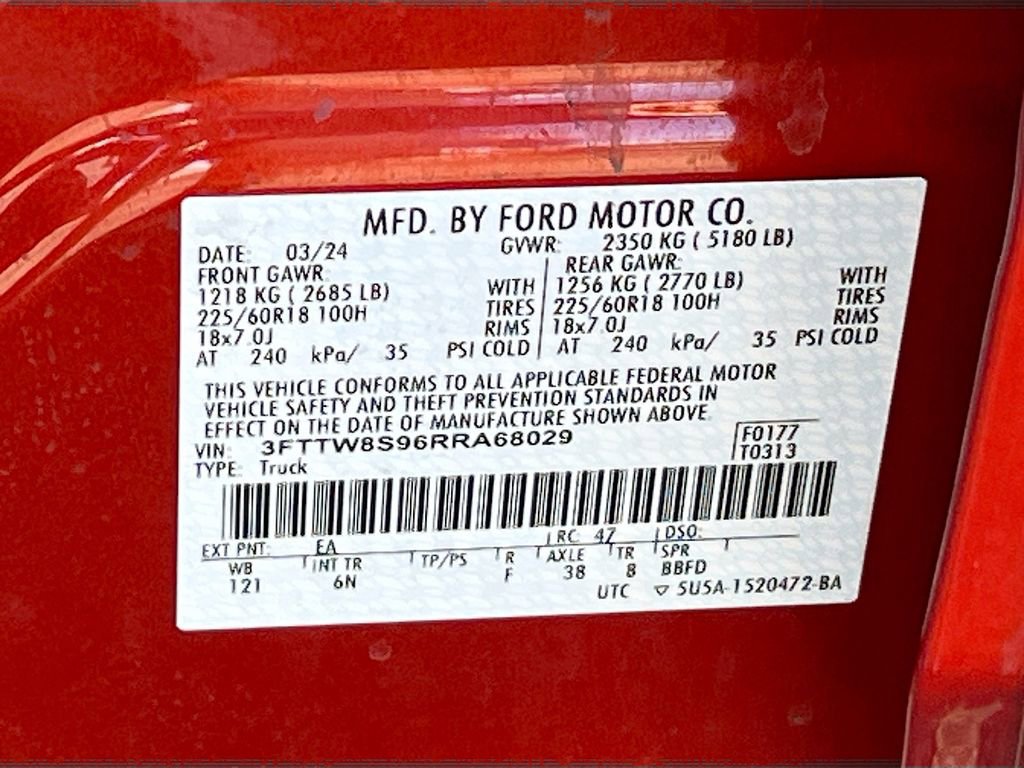 MFD. BY FORD MOTOR CO.
DATE: 03/24 GVWR: 2350 KG ( 5180 LB)
FRONT GAWR: REAR GAWR:
1218 KG ( 2685 LB) WITH 1256 KG ( 2770 LB) WITH
225/60R18 100H TIRES 225/60R18 100H TIRES
18x7.0J RIMS 18x7.0J RIMS
AT 240 kPa/ 35 PSI COLD AT 240 kPa/ 35 PSI COLD
THIS VEHICLE CONFORMS TO ALL APPLICABLE FEDERAL MOTOR
VEHICLE SAFETY AND THEFT PREVENTION STANDARDS IN
EFFECT ON THE DATE OF MANUFACTURE SHOWN ABOVE.
VIN: 3FTTW8S96RRA68029 F0177
TYPE: Truck T0313
EXT PNT: EA RC: 47 DSO:
WB INT TR TP/PS R AXLE TR SPR
121 6N F 38 8 BBFD
UTC ▽ 5U5A-1520472-BA